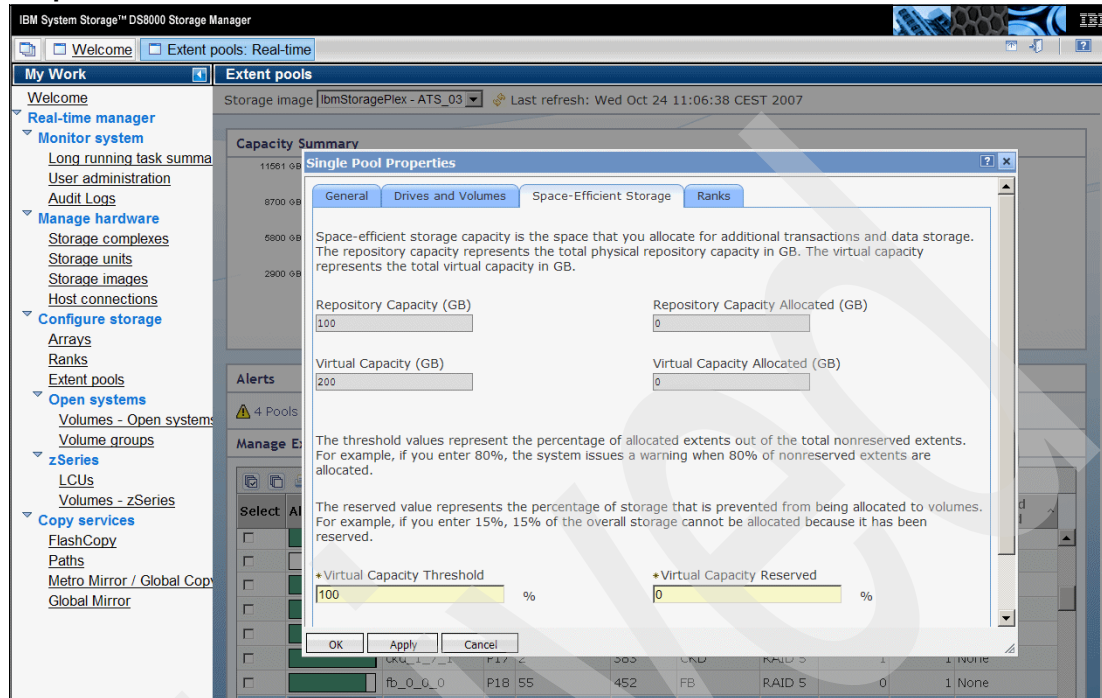 IBM System Storage™ DS8000 Storage Manager
IBM
Welcome
Extent pools: Real-time
My Work
Extent pools
Welcome
Real-time manager
Monitor system
Long running task summa
User administration
Audit Logs
Manage hardware
Storage complexes
Storage units
Storage images
Host connections
Configure storage
Arrays
Ranks
Extent pools
Open systems
Volumes - Open systems
Volume groups
zSeries
LCUs
Volumes - zSeries
Copy services
FlashCopy
Paths
Metro Mirror / Global Copy
Global Mirror
Storage image IbmStoragePlex - ATS_03 Last refresh: Wed Oct 24 11:06:38 CEST 2007
Capacity Summary
11561 GB
8700 GB
5800 GB
2900 GB
Alerts
4 Pools
Manage Ex
Select Al
Single Pool Properties
General
Drives and Volumes
Space-Efficient Storage
Ranks
Space-efficient storage capacity is the space that you allocate for additional transactions and data storage.
The repository capacity represents the total physical repository capacity in GB. The virtual capacity
represents the total virtual capacity in GB.
Repository Capacity (GB)
100
Repository Capacity Allocated (GB)
0
Virtual Capacity (GB)
200
Virtual Capacity Allocated (GB)
0
The threshold values represent the percentage of allocated extents out of the total nonreserved extents.
For example, if you enter 80%, the system issues a warning when 80% of nonreserved extents are
allocated.
The reserved value represents the percentage of storage that is prevented from being allocated to volumes.
For example, if you enter 15%, 15% of the overall storage cannot be allocated because it has been
reserved.
*Virtual Capacity Threshold
100 %
*Virtual Capacity Reserved
0 %
OK
Apply
Cancel
ckd_1_7_1 P17 2 383 CKD RAID 5 1 1 None
fb_0_0_0 P18 55 452 FB RAID 5 0 1 None